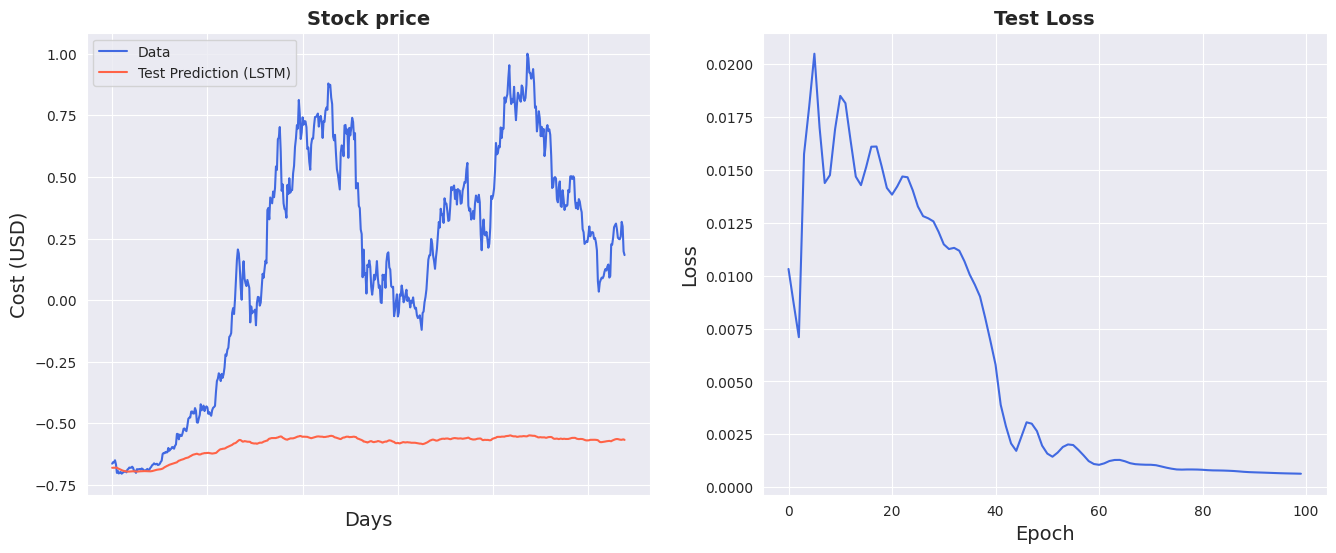 Stock price
Data
Test Prediction (LSTM)
1.00
0.75
0.50
0.25
0.00
−0.25
−0.50
−0.75
Cost (USD)
Days
Test Loss
0.0200
0.0175
0.0150
0.0125
0.0100
0.0075
0.0050
0.0025
0.0000
Loss
0 20 40 60 80 100
Epoch